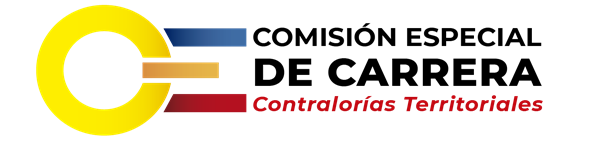 COMISIÓN ESPECIAL
DE CARRERA
Contralorías Territoriales